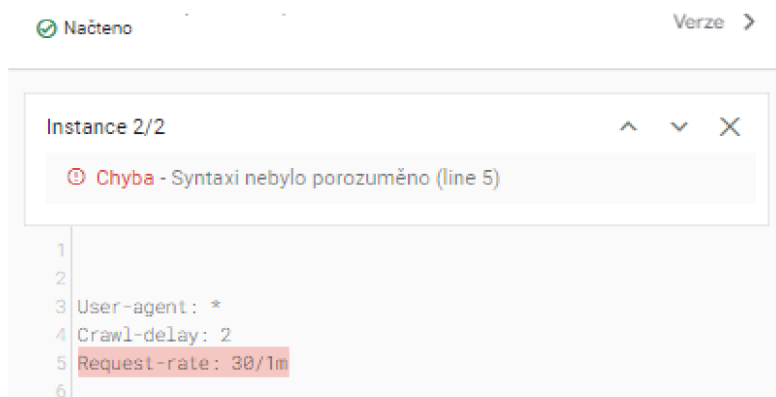 Načteno
Verze
Instance 2/2
Chyba - Syntaxi nebylo porozuměno (line 5)
1
2
3 User-agent: *
4 Crawl-delay: 2
5 Request-rate: 30/1m
6